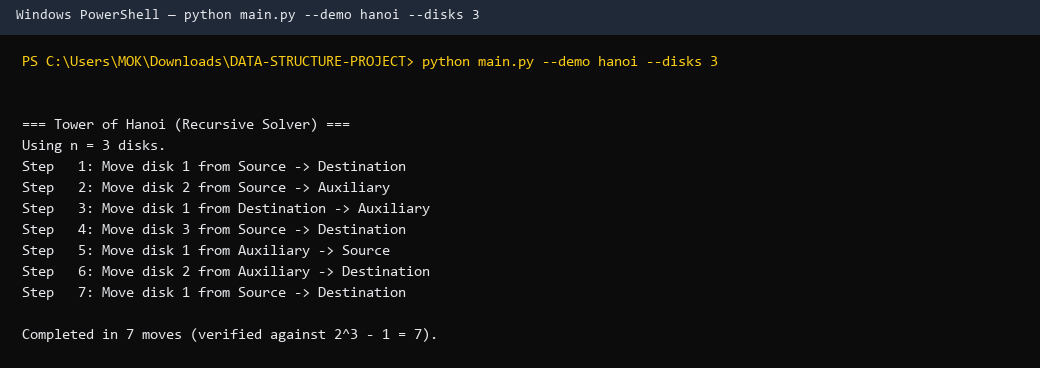 Windows PowerShell — python main.py --demo hanoi --disks 3
PS C:\Users\MOK\Downloads\DATA-STRUCTURE-PROJECT> python main.py --demo hanoi --disks 3
=== Tower of Hanoi (Recursive Solver) ===
Using n = 3 disks.
Step   1: Move disk 1 from Source -> Destination
Step   2: Move disk 2 from Source -> Auxiliary
Step   3: Move disk 1 from Destination -> Auxiliary
Step   4: Move disk 3 from Source -> Destination
Step   5: Move disk 1 from Auxiliary -> Source
Step   6: Move disk 2 from Auxiliary -> Destination
Step   7: Move disk 1 from Source -> Destination
Completed in 7 moves (verified against 2^3 - 1 = 7).